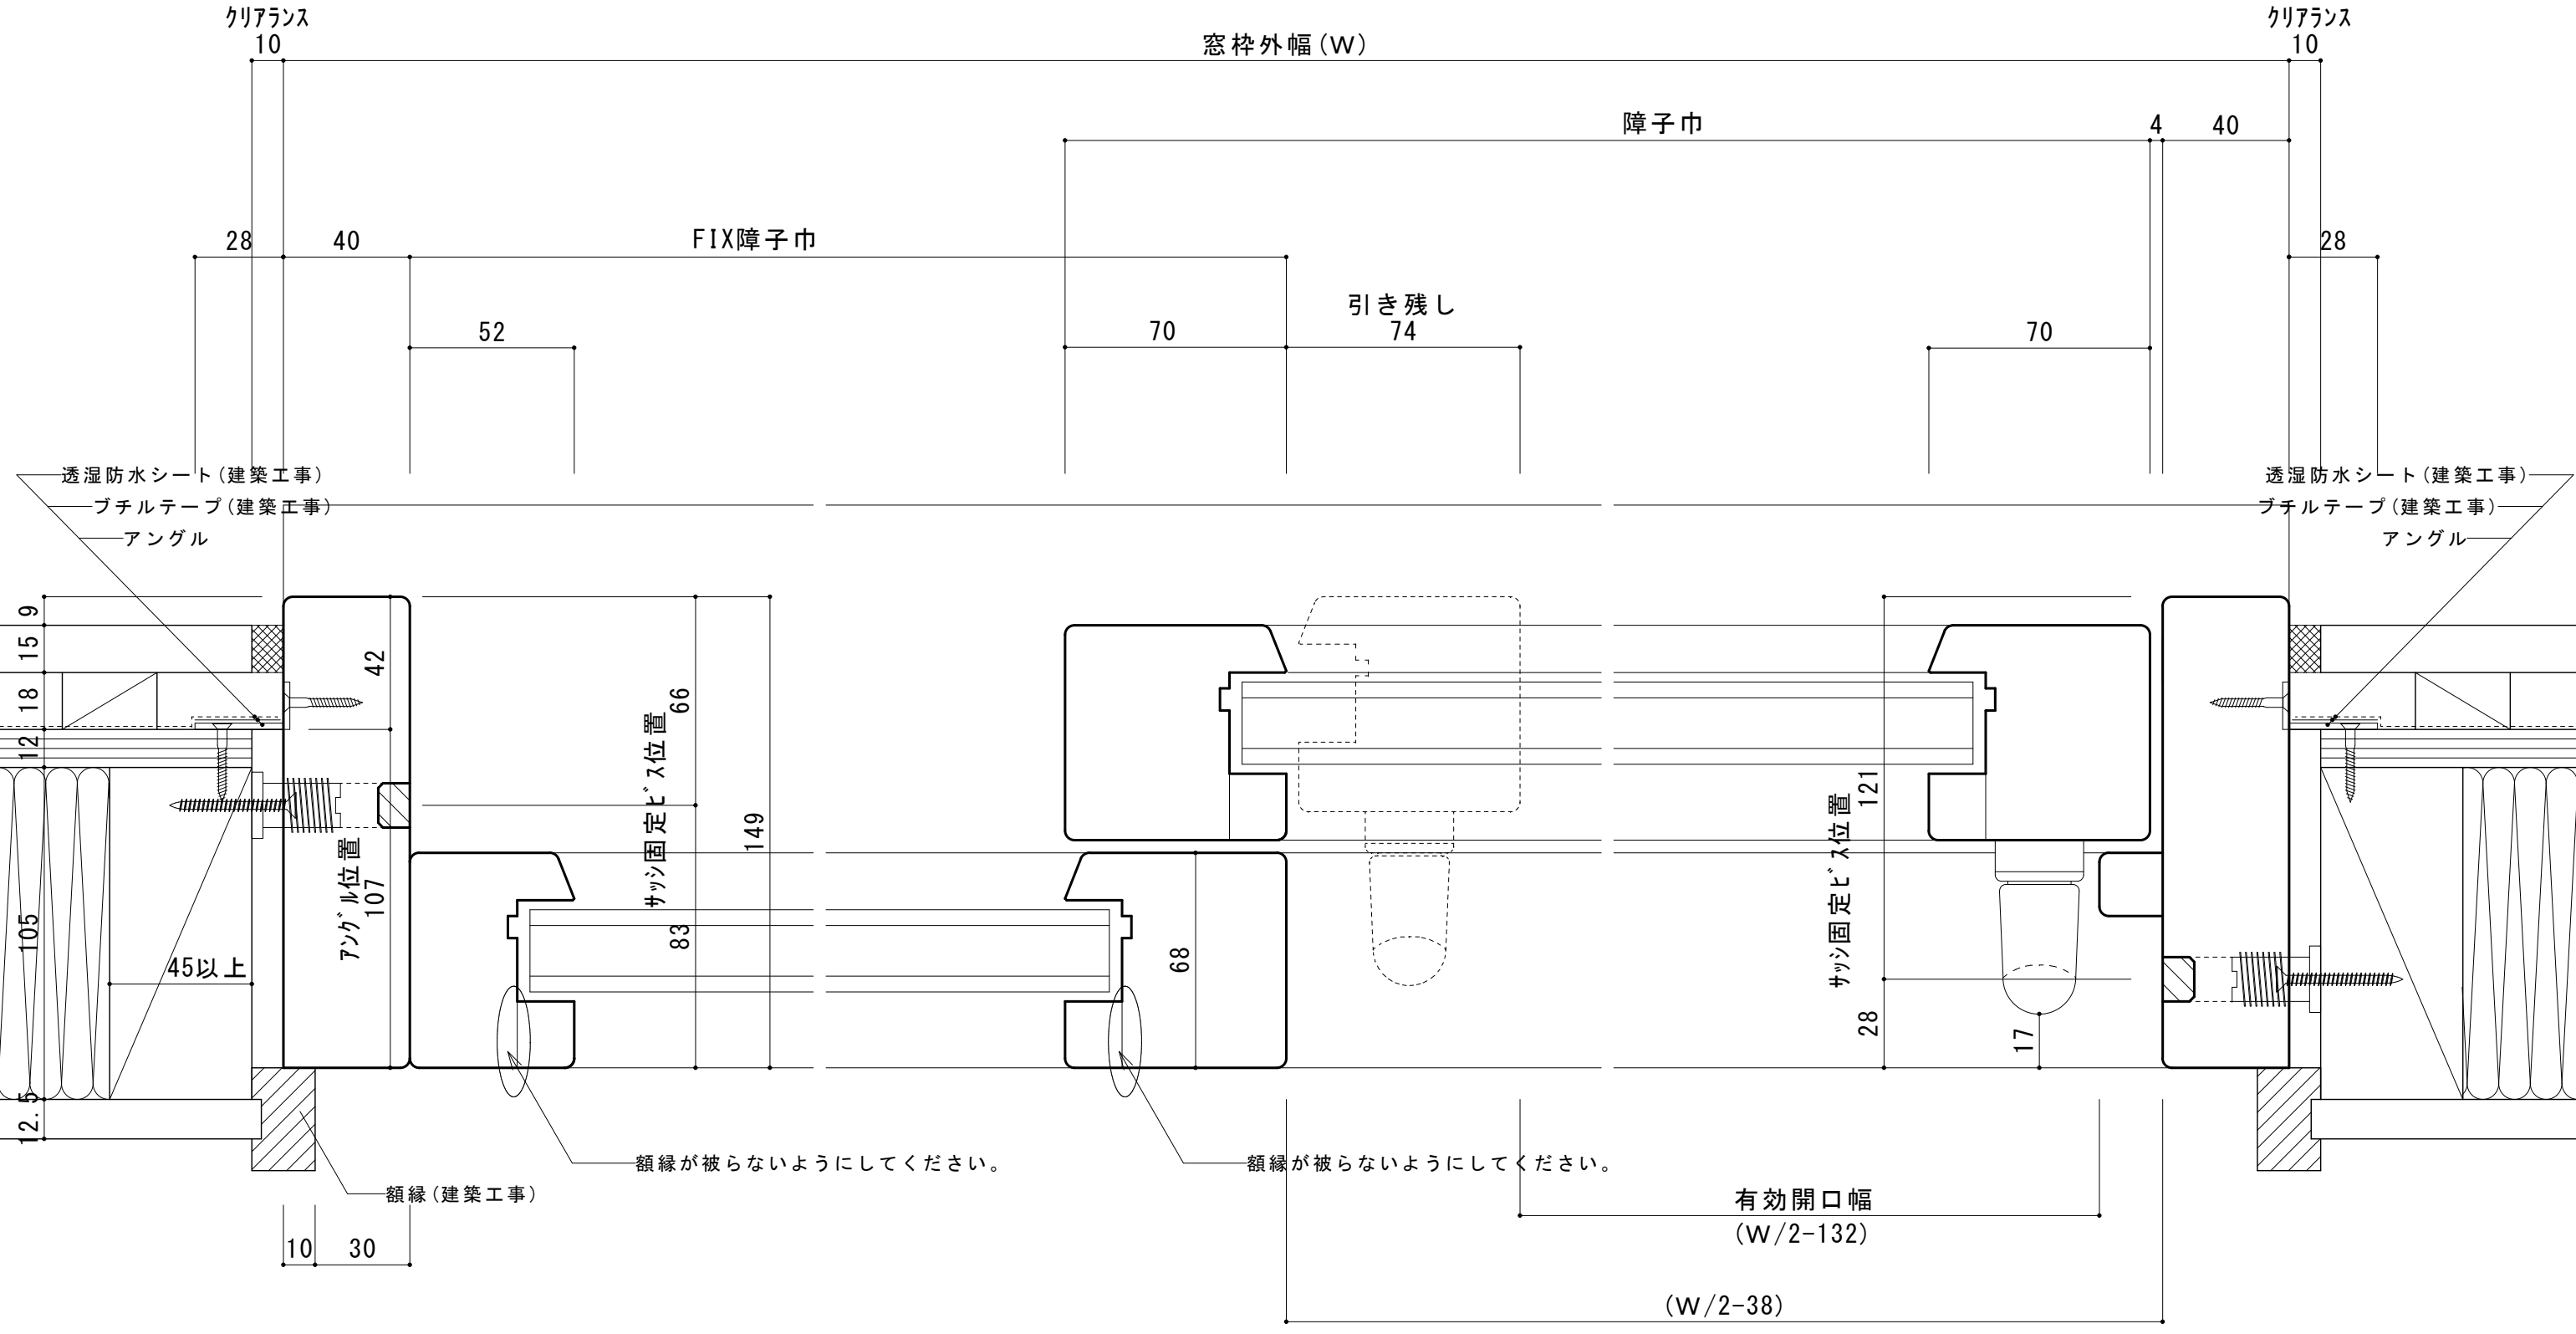 クリアランス
10
窓枠外幅(W)
クリアランス
10
障子巾
4
40
28
40
FIX障子巾
28
引き残し
52
70
74
70
透湿防水シート(建築工事)
ブチルテープ(建築工事)
アングル
透湿防水シート(建築工事)
ブチルテープ(建築工事)
アングル
9
15
18
12
105
12.5
45以上
42
アングル位置
107
サッシ固定ビス位置
66
83
149
68
サッシ固定ビス位置
121
28
17
額縁が被らないようにしてください。
額縁が被らないようにしてください。
額縁(建築工事)
有効開口幅
(W/2-132)
10
30
(W/2-38)